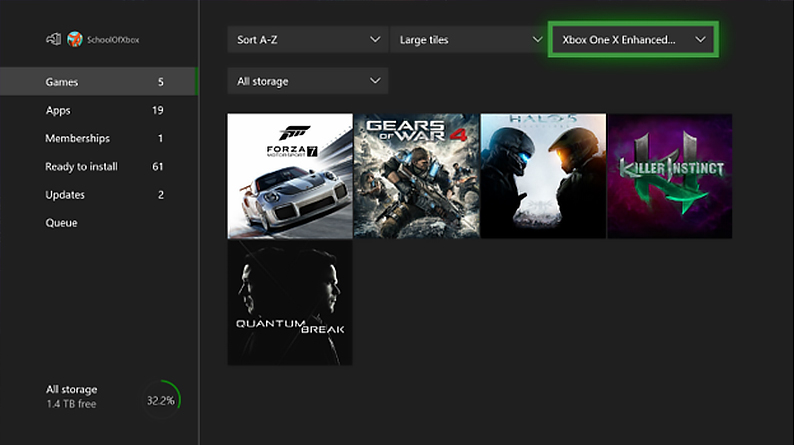 SchoolOfXbox
Games 5
Apps 19
Memberships 1
Ready to install 61
Updates 2
Queue
All storage
1.4 TB free
32.2%
Sort A-Z
Large tiles
Xbox One X Enhanced...
All storage
FORZA
MOTORSPORT 7
GEARS
OF WAR 4
HALO 5
KI
KILLER INSTINCT
QUANTUM
BREAK